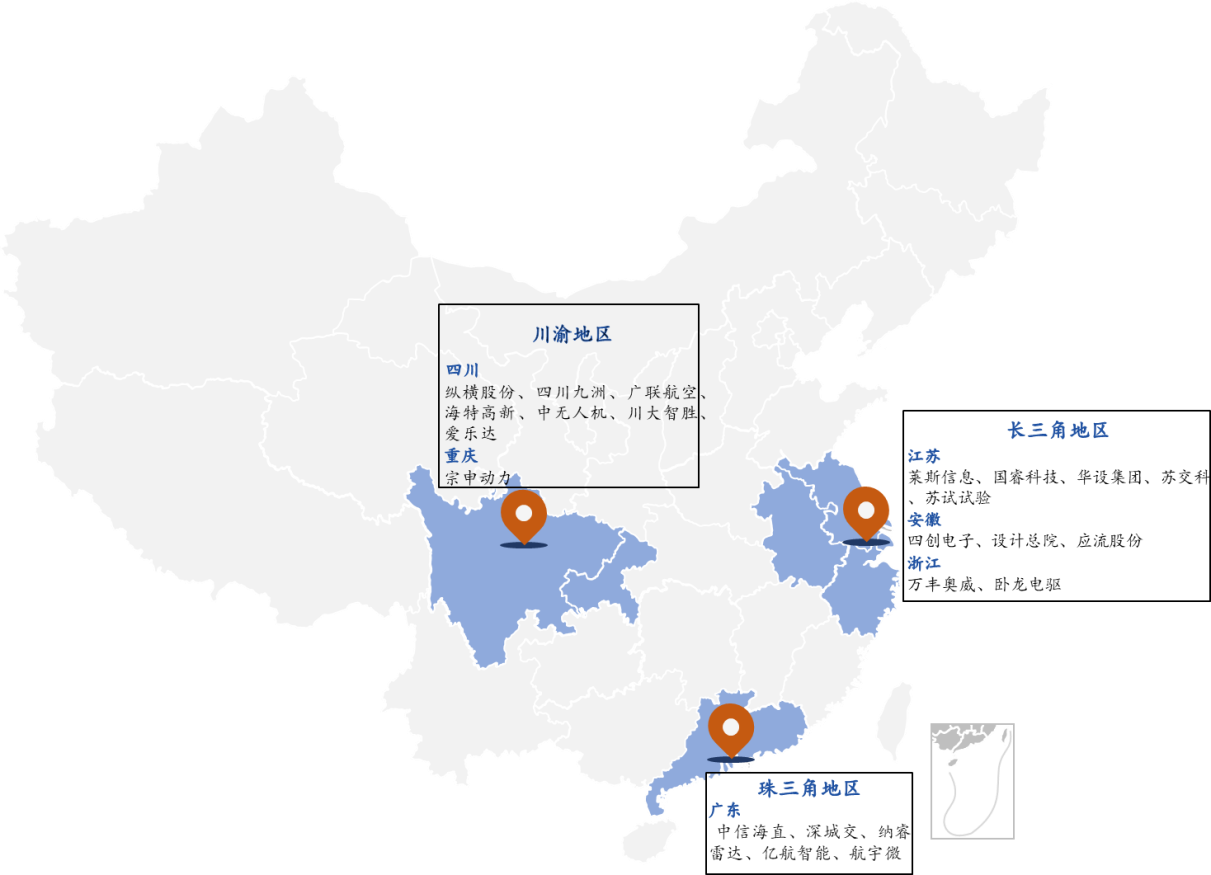 川渝地区
四川
纵横股份、四川九洲、广联航空、
海特高新、中无人机、川大智胜、
爱乐达
重庆
宗申动力
长三角地区
江苏
莱斯信息、国睿科技、华设集团、苏交科
、苏试试验
安徽
四创电子、设计总院、应流股份
浙江
万丰奥威、卧龙电驱
珠三角地区
广东
中信海直、深城交、纳睿
雷达、亿航智能、航宇微